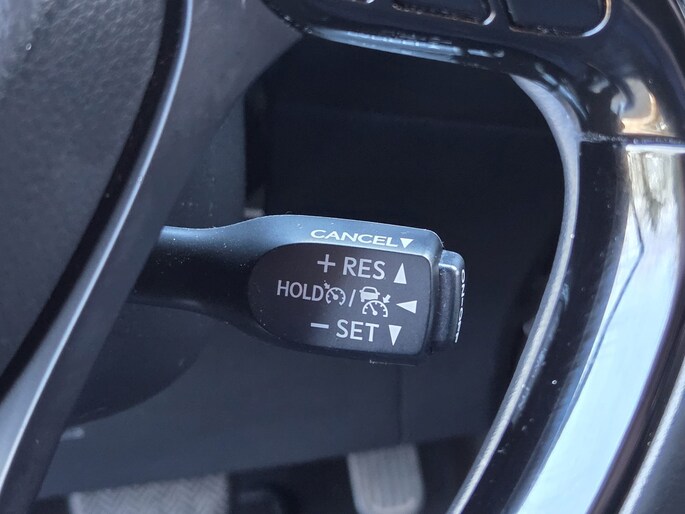 CANCEL▼
+ RES ▲
HOLD / ◀
− SET ▼